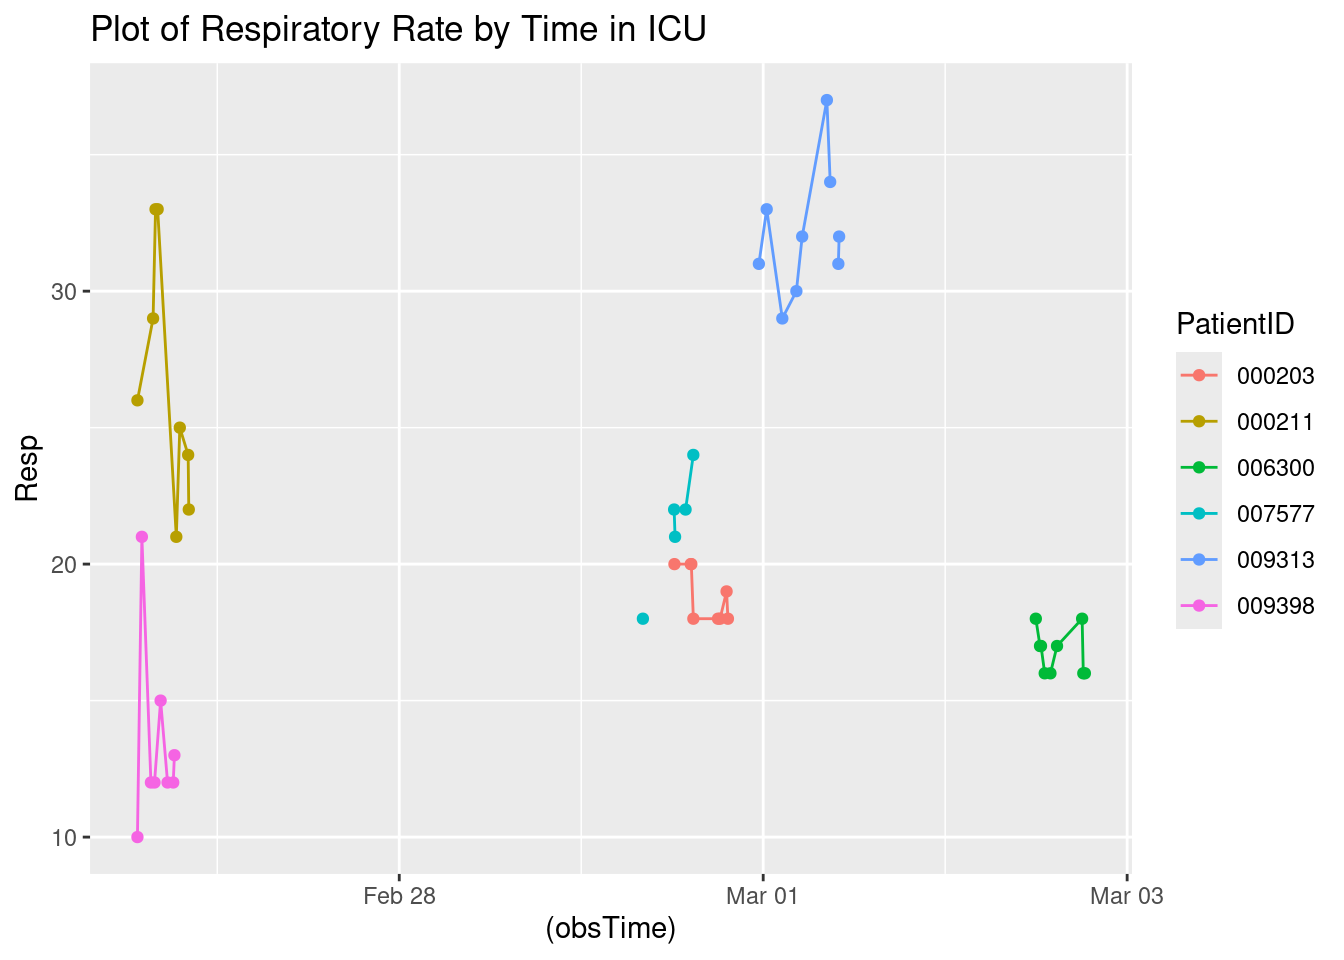 Plot of Respiratory Rate by Time in ICU
Resp
30
20
10
Feb 28
Mar 01
Mar 03
(obsTime)
PatientID
000203
000211
006300
007577
009313
009398